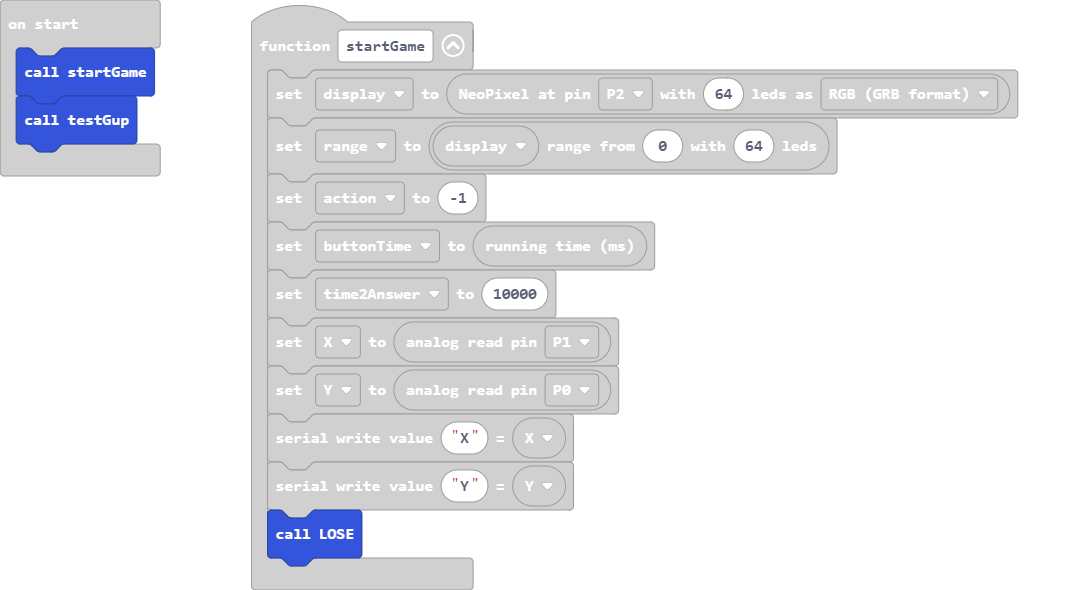 on start
call startGame
call testGup
function startGame
set display to NeoPixel at pin P2 with 64 leds as RGB (GRB format)
set range to display range from 0 with 64 leds
set action to -1
set buttonTime to running time (ms)
set time2Answer to 10000
set X to analog read pin P1
set Y to analog read pin P0
serial write value "X" = X
serial write value "Y" = Y
call LOSE